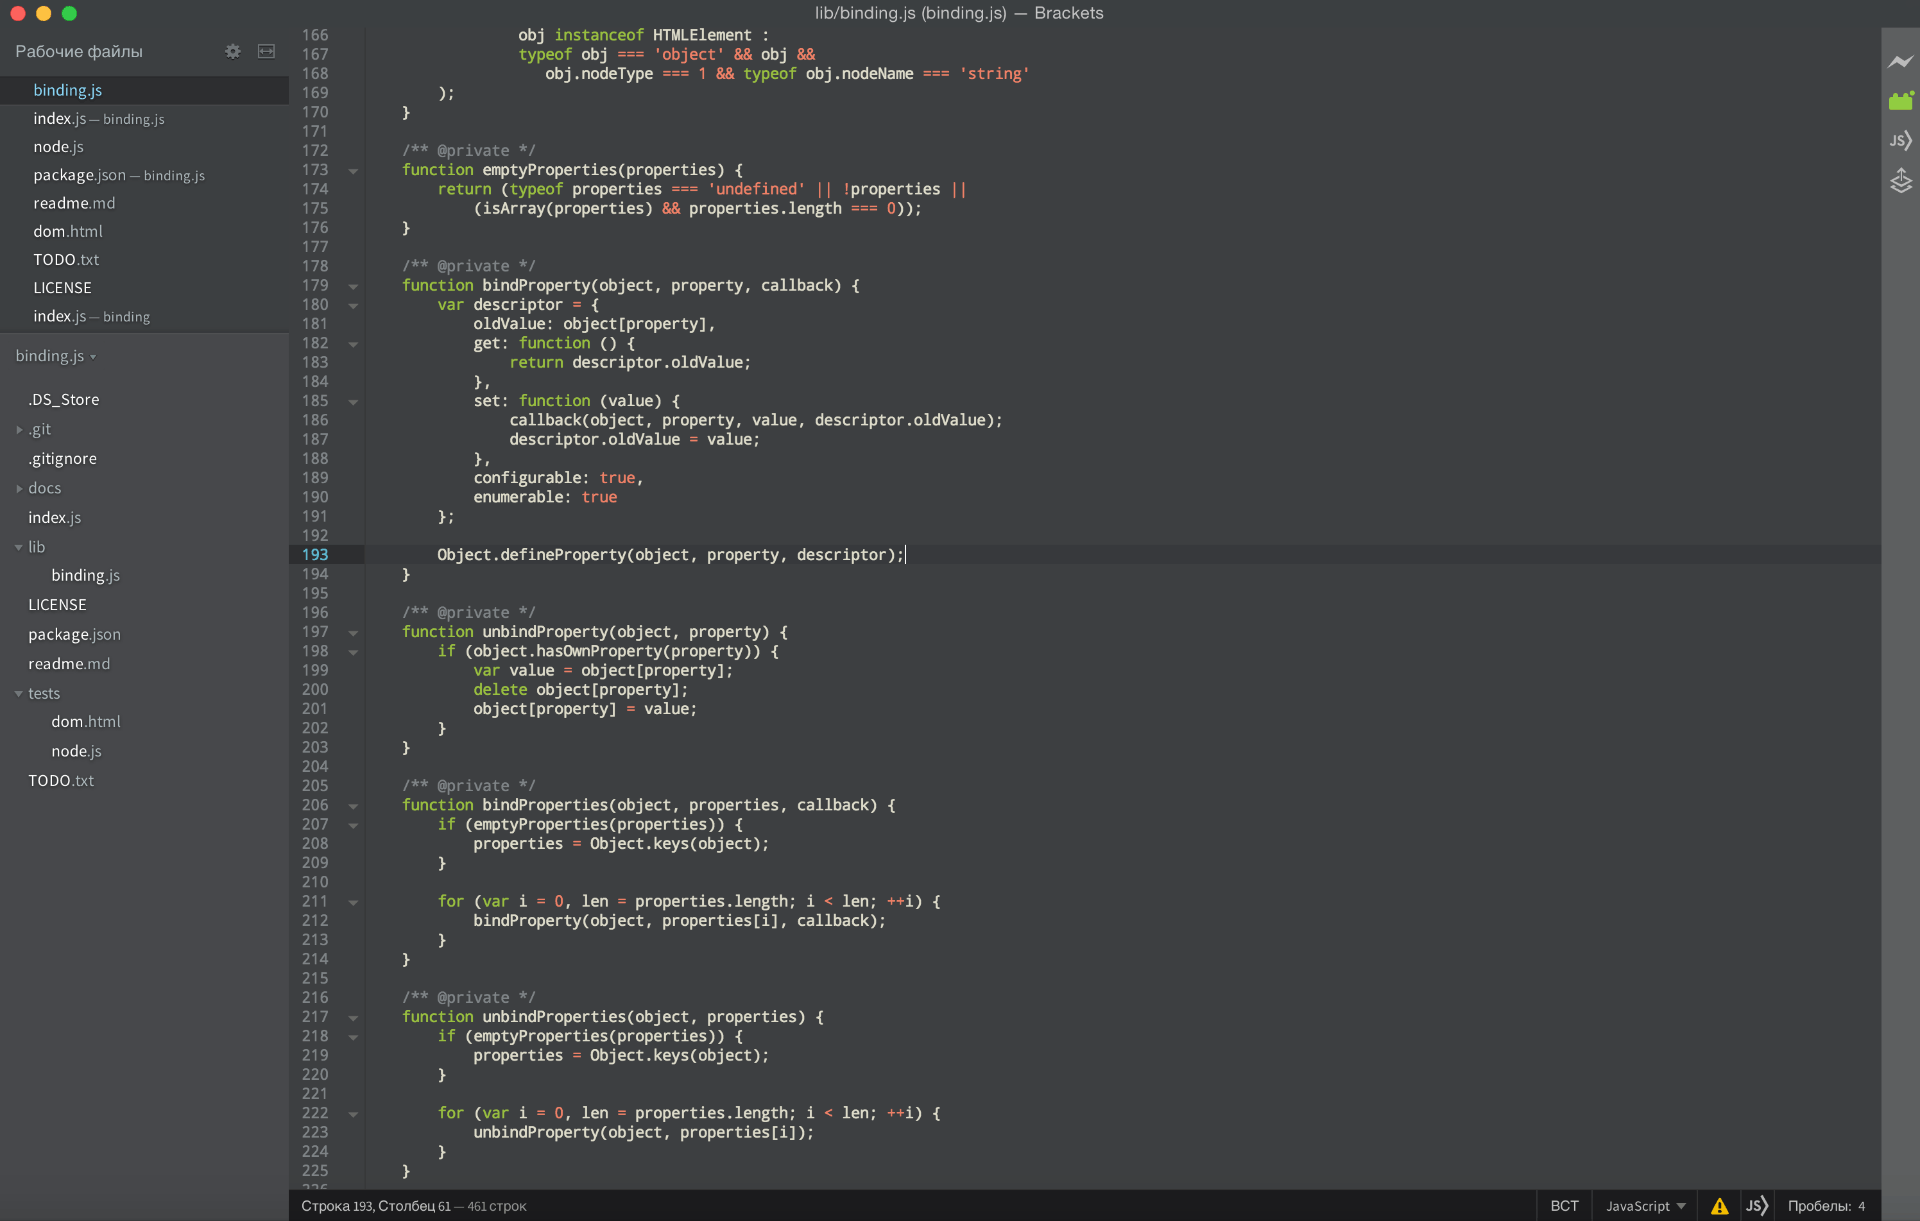 lib/binding.js (binding.js) — Brackets
Рабочие файлы
binding.js
index.js — binding.js
node.js
package.json — binding.js
readme.md
dom.html
TODO.txt
LICENSE
index.js — binding
binding.js
.DS_Store
.git
.gitignore
docs
index.js
lib
binding.js
LICENSE
package.json
readme.md
tests
dom.html
node.js
TODO.txt
166 obj instanceof HTMLElement :
167 typeof obj === 'object' && obj &&
168 obj.nodeType === 1 && typeof obj.nodeName === 'string'
169 );
170 }
171
172 /** @private */
173 function emptyProperties(properties) {
174 return (typeof properties === 'undefined' || !properties ||
175 (isArray(properties) && properties.length === 0));
176 }
177
178 /** @private */
179 function bindProperty(object, property, callback) {
180 var descriptor = {
181 oldValue: object[property],
182 get: function () {
183 return descriptor.oldValue;
184 },
185 set: function (value) {
186 callback(object, property, value, descriptor.oldValue);
187 descriptor.oldValue = value;
188 },
189 configurable: true,
190 enumerable: true
191 };
192
193 Object.defineProperty(object, property, descriptor);
194 }
195
196 /** @private */
197 function unbindProperty(object, property) {
198 if (object.hasOwnProperty(property)) {
199 var value = object[property];
200 delete object[property];
201 object[property] = value;
202 }
203 }
204
205 /** @private */
206 function bindProperties(object, properties, callback) {
207 if (emptyProperties(properties)) {
208 properties = Object.keys(object);
209 }
210
211 for (var i = 0, len = properties.length; i < len; ++i) {
212 bindProperty(object, properties[i], callback);
213 }
214 }
215
216 /** @private */
217 function unbindProperties(object, properties) {
218 if (emptyProperties(properties)) {
219 properties = Object.keys(object);
220 }
221
222 for (var i = 0, len = properties.length; i < len; ++i) {
223 unbindProperty(object, properties[i]);
224 }
225 }
JS
Строка 193, Столбец 61 — 461 строк
ВСТ
JavaScript
JS
Пробелы: 4